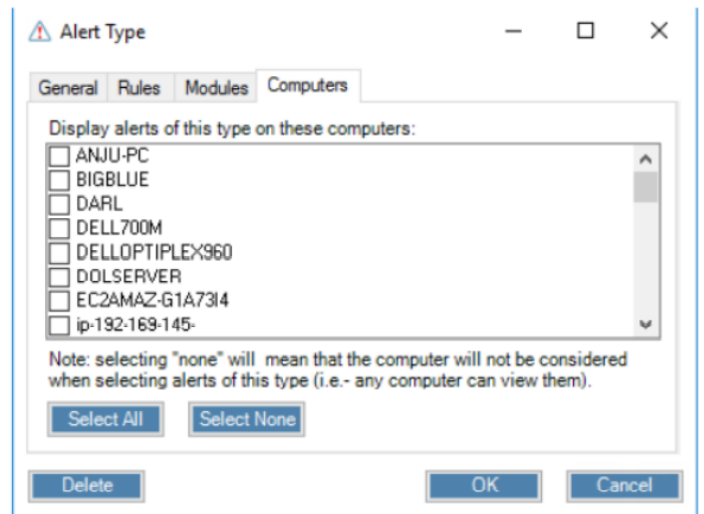 Alert Type
General Rules Modules Computers
Display alerts of this type on these computers:
ANJU-PC
BIGBLUE
DARL
DELL700M
DELLOPTIPLEX960
DOLSERVER
EC2AMAZ-G1A73I4
ip-192-169-145-
Note: selecting "none" will mean that the computer will not be considered
when selecting alerts of this type (i.e.- any computer can view them).
Select All Select None
Delete OK Cancel